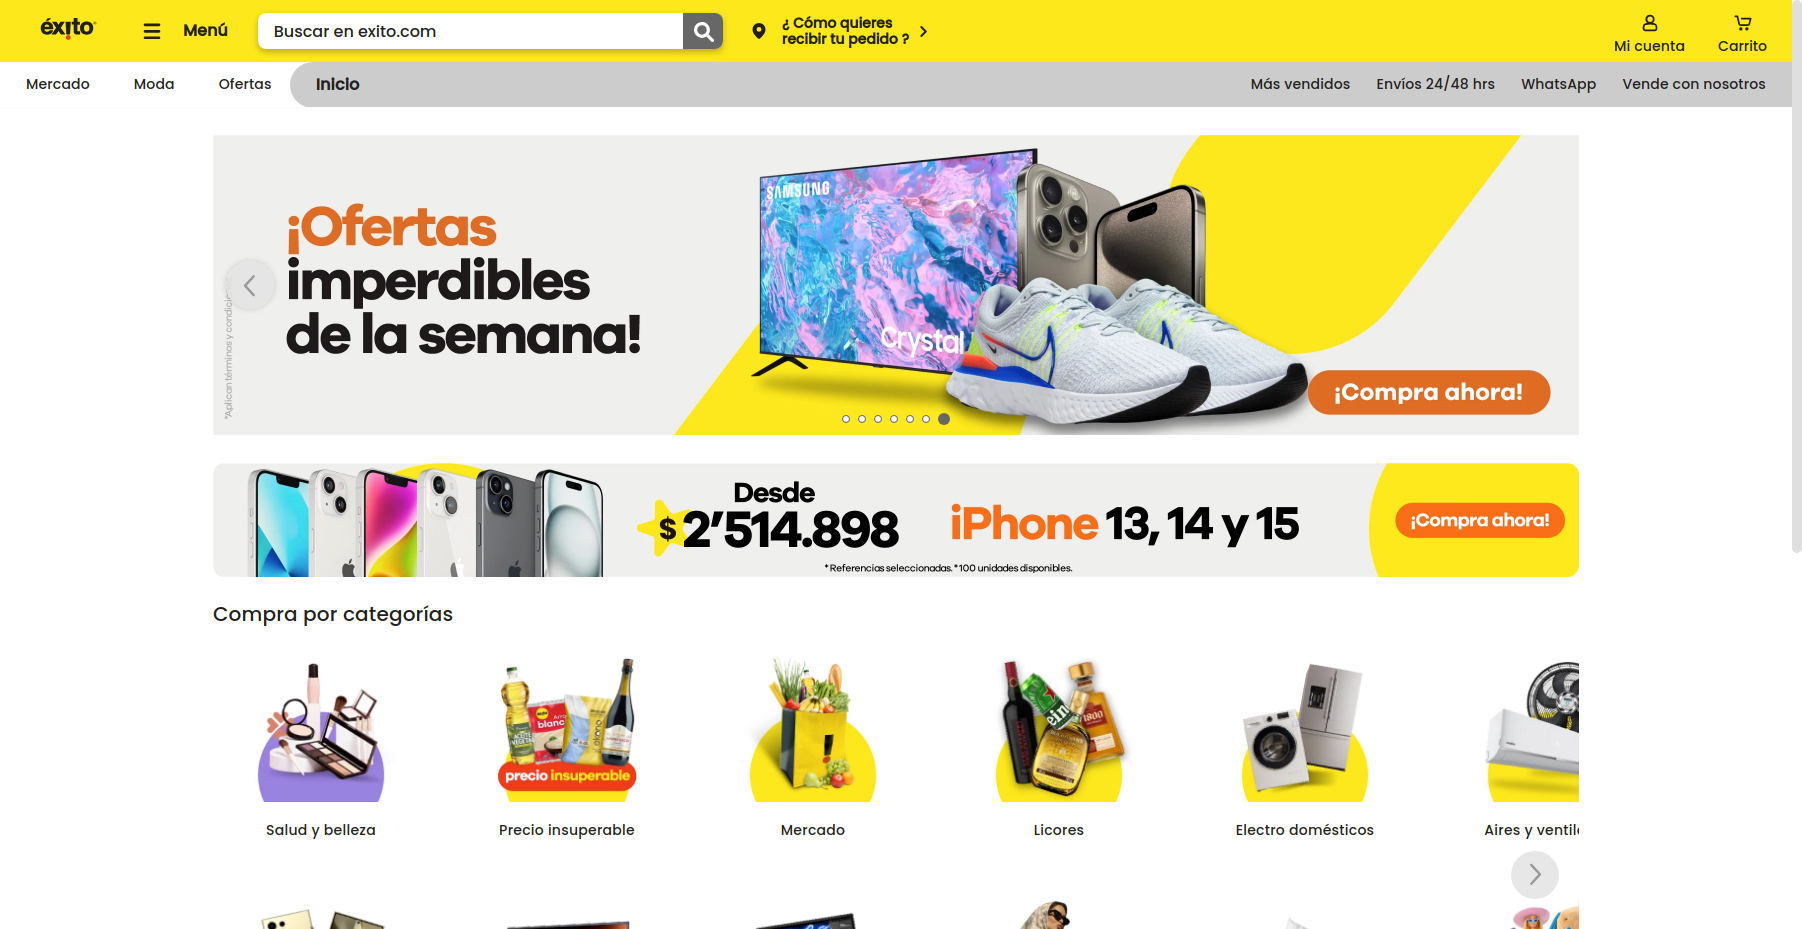 éxito
Menú
Buscar en exito.com
¿ Cómo quieres
recibir tu pedido ?
Mi cuenta
Carrito
Mercado
Moda
Ofertas
Inicio
Más vendidos
Envíos 24/48 hrs
WhatsApp
Vende con nosotros
¡Ofertas
imperdibles
de la semana!
*Aplican términos y
SAMSUNG
Crystal
¡Compra ahora!
Desde
$2'514.898
iPhone 13, 14 y 15
*Referencias seleccionadas. *100 unidades disponibles.
¡Compra ahora!
Compra por categorías
precio insuperable
1800
Salud y belleza
Precio insuperable
Mercado
Licores
Electro domésticos
Aires y